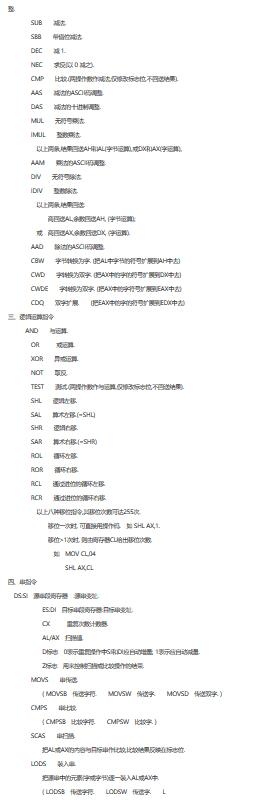 整.
SUB 减法.
SBB 带借位减法.
DEC 减 1.
NEC 求反(以 0 减之).
CMP 比较.(两操作数作减法,仅修改标志位,不回送结果).
AAS 减法的ASCII码调整.
DAS 减法的十进制调整.
MUL 无符号乘法.
IMUL 整数乘法.
以上两条,结果回送AH和AL(字节运算),或DX和AX(字运算),
AAM 乘法的ASCII码调整.
DIV 无符号除法.
IDIV 整数除法.
以上两条,结果回送:
商回送AL,余数回送AH, (字节运算);
或 商回送AX,余数回送DX, (字运算).
AAD 除法的ASCII码调整.
CBW 字节转换为字. (把AL中字节的符号扩展到AH中去)
CWD 字转换为双字. (把AX中的字的符号扩展到DX中去)
CWDE 字转换为双字. (把AX中的字符号扩展到EAX中去)
CDQ 双字扩展. (把EAX中的字的符号扩展到EDX中去)
三、逻辑运算指令
AND 与运算.
OR 或运算.
XOR 异或运算.
NOT 取反.
TEST 测试.(两操作数作与运算,仅修改标志位,不回送结果).
SHL 逻辑左移.
SAL 算术左移.(=SHL)
SHR 逻辑右移.
SAR 算术右移.(=SHR)
ROL 循环左移.
ROR 循环右移.
RCL 通过进位的循环左移.
RCR 通过进位的循环右移.
以上八种移位指令,其移位次数可达255次.
移位一次时, 可直接用操作码. 如 SHL AX,1.
移位>1次时, 则由寄存器CL给出移位次数.
如 MOV CL,04
SHL AX,CL
四、串指令
DS:SI 源串段寄存器 :源串变址.
ES:DI 目标串段寄存器:目标串变址.
CX 重复次数计数器.
AL/AX 扫描值.
D标志 0表示重复操作中SI和DI应自动增量; 1表示应自动减量.
Z标志 用来控制扫描或比较操作的结束.
MOVS 串传送.
( MOVSB 传送字符. MOVSW 传送字. MOVSD 传送双字. )
CMPS 串比较.
( CMPSB 比较字符. CMPSW 比较字. )
SCAS 串扫描.
把AL或AX的内容与目标串作比较,比较结果反映在标志位.
LODS 装入串.
把源串中的元素(字或字节)逐一装入AL或AX中.
( LODSB 传送字符. LODSW 传送字. L